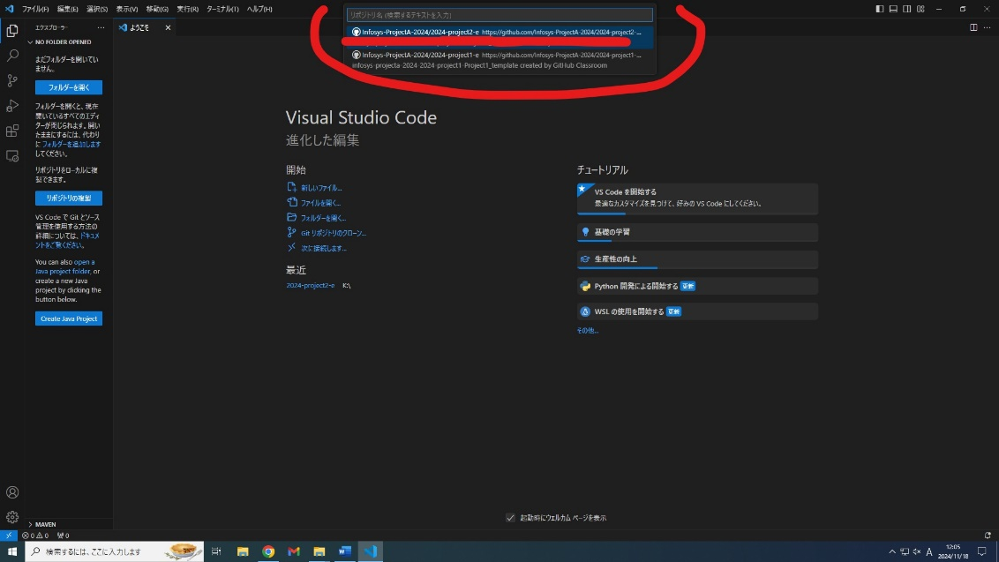 ファイル(F) 編集(E) 選択(S) 表示(V) 移動(G) 実行(R) ターミナル(T) ヘルプ(H)
リポジトリ名 (検索するテキストを入力)
Infosys-ProjectA-2024/2024-project2-e https://github.com/Infosys-ProjectA-2024/2024-project2-...
Infosys-ProjectA-2024/2024-project1-e https://github.com/Infosys-ProjectA-2024/2024-project1-...
infosys-projecta-2024-2024-project1-Project1_template created by GitHub Classroom
エクスプローラー ...
ようこそ
NO FOLDER OPENED
まだフォルダーを開いてい
ません。
フォルダーを開く
フォルダーを開くと、現在
開いているすべてのエディ
ターが閉じられます。開い
たままにするには、代わり
に フォルダーを追加します
してください。
リポジトリをローカルに複
製できます。
リポジトリの複製
VS Code で Git とソース
管理を使用する方法の
詳細については、ドキュメ
ントをご覧ください。
You can also open a
Java project folder, or
create a new Java
project by clicking the
button below.
Create Java Project
MAVEN
Visual Studio Code
進化した編集
開始
新しいファイル...
ファイルを開く...
フォルダーを開く...
Git リポジトリのクローン...
次に接続します...
最近
2024-project2-e K:\
チュートリアル
VS Code を開始する
最適なカスタマイズを見つけて、好みの VS Code にしてください。
基礎の学習
生産性の向上
Python 開発による開始する 更新
WSL の使用を開始する 更新
その他...
起動時にウェルカム ページを表示
0 0 0
検索するには、ここに入力します
A
12:05
2024/11/18